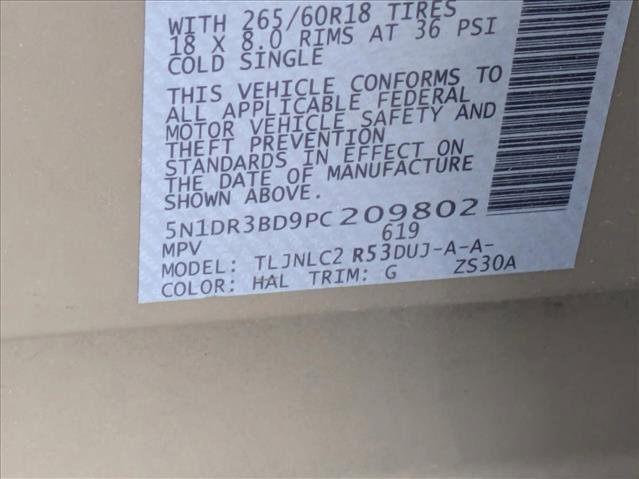 WITH 265/60R18 TIRES
18 X 8.0 RIMS AT 36 PSI
COLD SINGLE
THIS VEHICLE CONFORMS TO
ALL APPLICABLE FEDERAL
MOTOR VEHICLE SAFETY AND
THEFT PREVENTION
STANDARDS IN EFFECT ON
THE DATE OF MANUFACTURE
SHOWN ABOVE.
5N1DR3BD9PC209802
MPV 619
MODEL: TLJNLC2 R53DUJ-A-A-
COLOR: HAL TRIM: G ZS30A